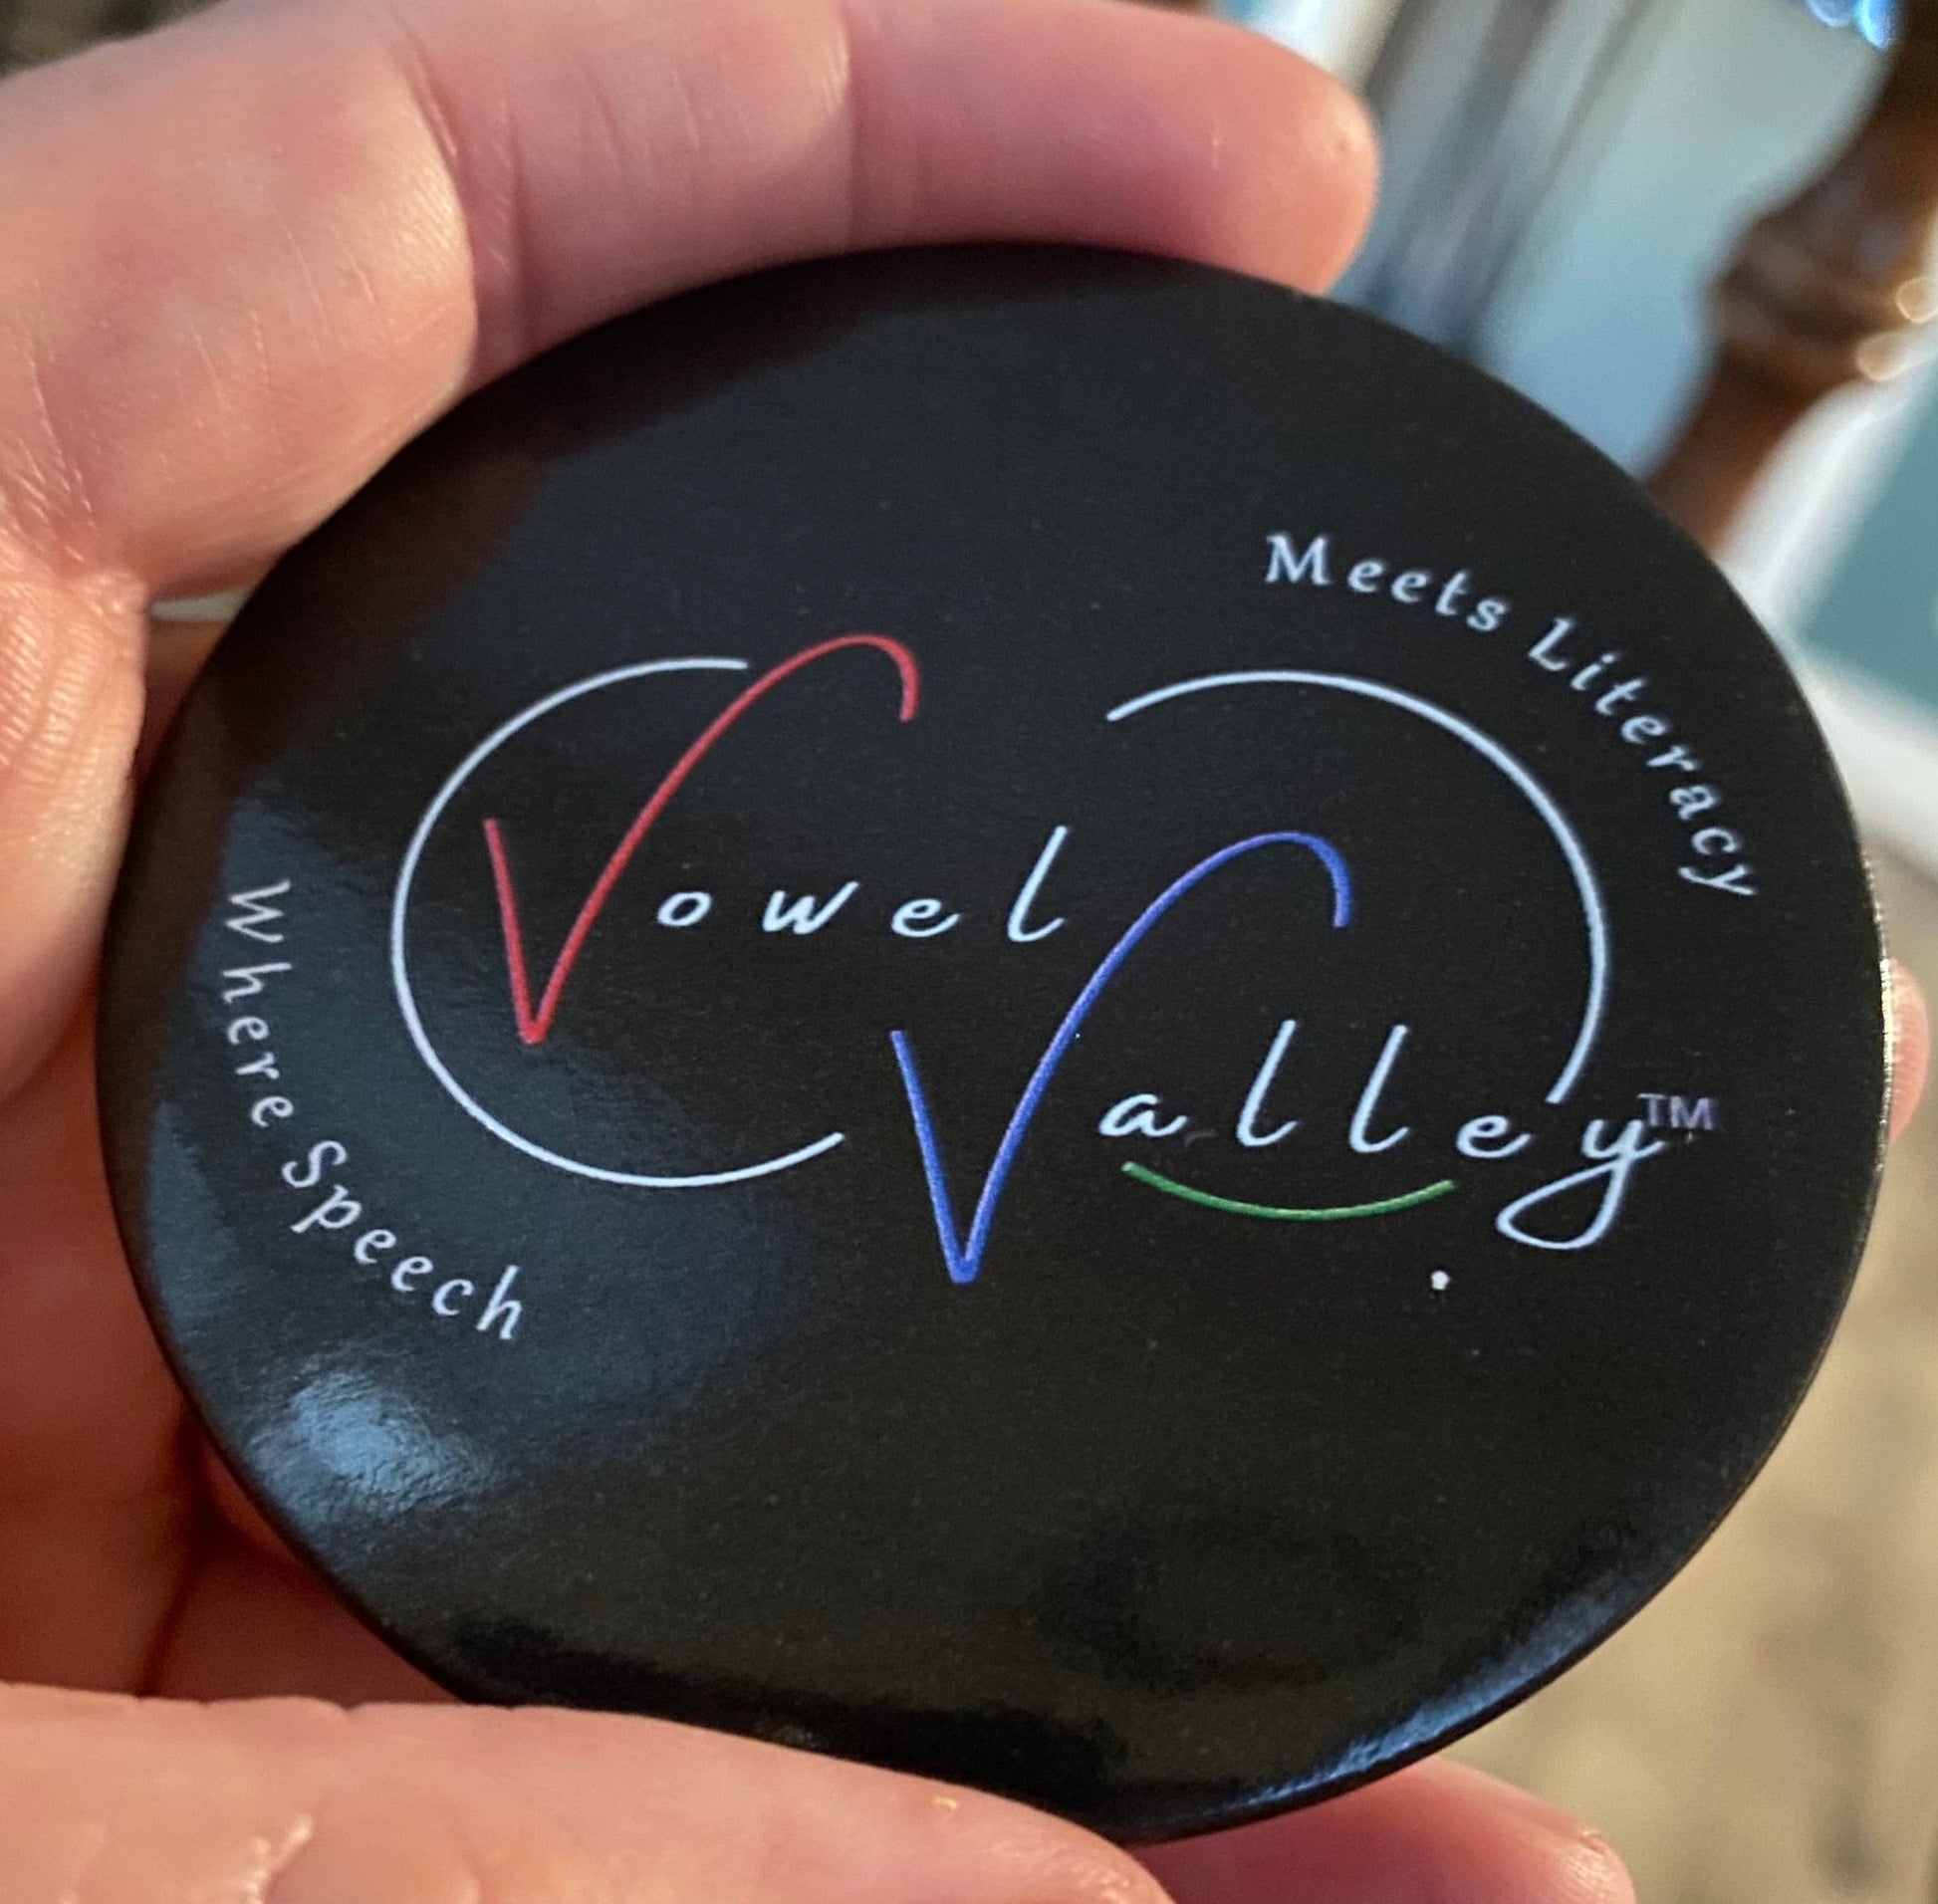 Where Speech
Meets Literacy
Vowel
Valley™